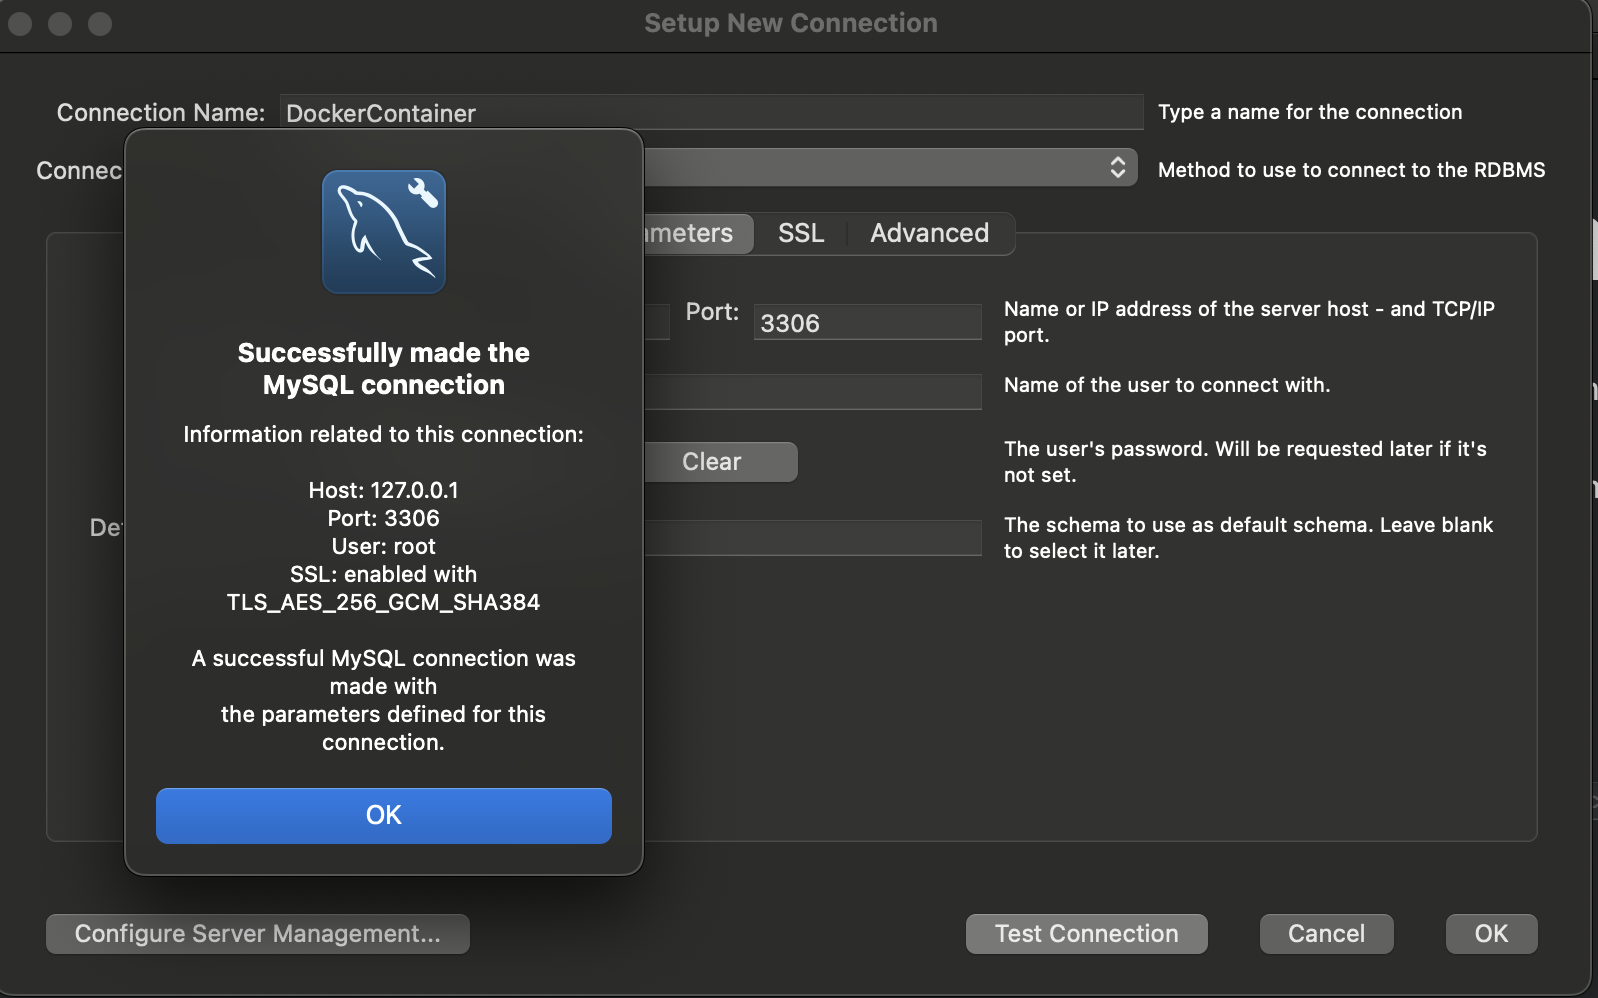 Setup New Connection
Connection Name: DockerContainer Type a name for the connection
Connec Method to use to connect to the RDBMS
meters SSL Advanced
Port: 3306 Name or IP address of the server host - and TCP/IP
port.
Successfully made the
MySQL connection
Name of the user to connect with.
Information related to this connection:
Clear The user's password. Will be requested later if it's
not set.
Host: 127.0.0.1
Port: 3306
User: root
SSL: enabled with
TLS_AES_256_GCM_SHA384
De The schema to use as default schema. Leave blank
to select it later.
A successful MySQL connection was
made with
the parameters defined for this
connection.
OK
Configure Server Management... Test Connection Cancel OK